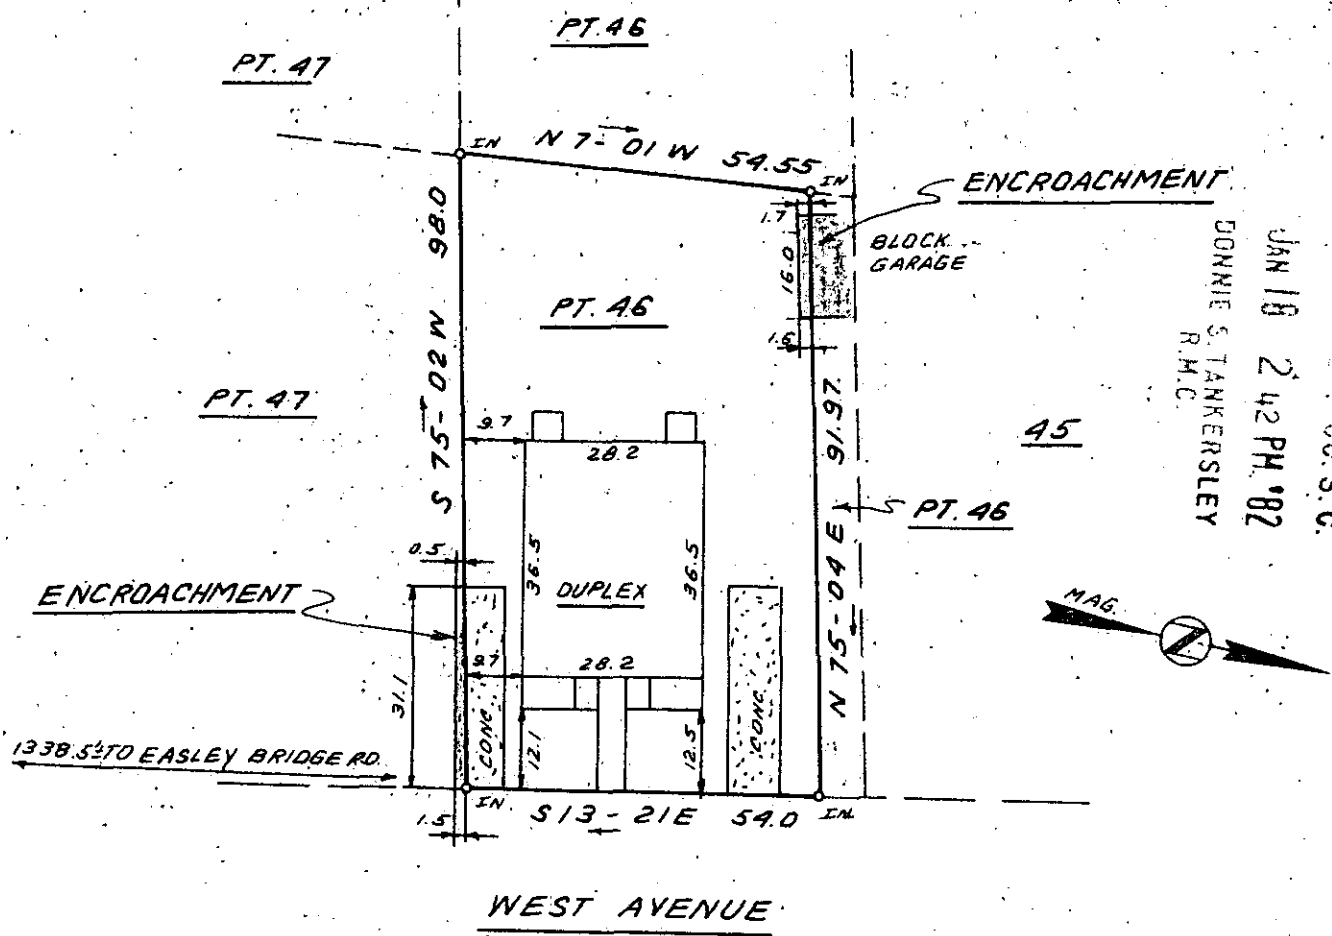 PT. 46
PT. 47
IN N 7-01 W 54.55 IN
ENCROACHMENT
1.7
BLOCK
GARAGE
16.0
1.6
S 75-02 W 98.0
PT. 46
PT. 47
9.7
28.2
45
N 75-04 E 91.97
PT. 46
0.5
36.5
36.5
DUPLEX
ENCROACHMENT
MAG.
9.7
28.2
31.1
CONC.
CONC.
12.1
12.5
1338.5± TO EASLEY BRIDGE RD.
IN
1.5
S 13-21 E 54.0
IN
WEST AVENUE
JAN 18 2 42 PM '82
DONNIE S. TANKERSLEY
R.M.C.